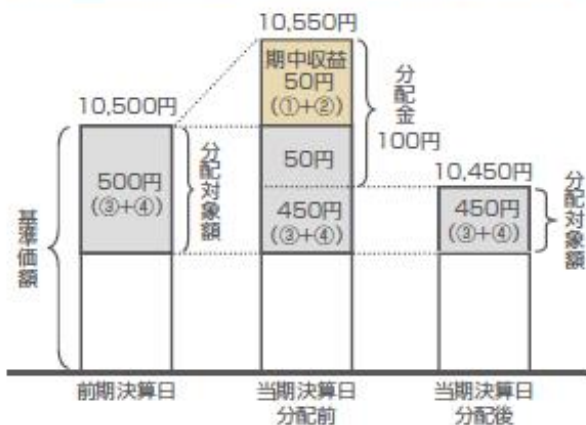 10,550円
期中収益
50円
(①+②)
分配金
100円
10,500円
500円
(③+④)
分配対象額
50円
450円
(③+④)
10,450円
450円
(③+④)
分配対象額
基準価額
前期決算日
当期決算日
分配前
当期決算日
分配後